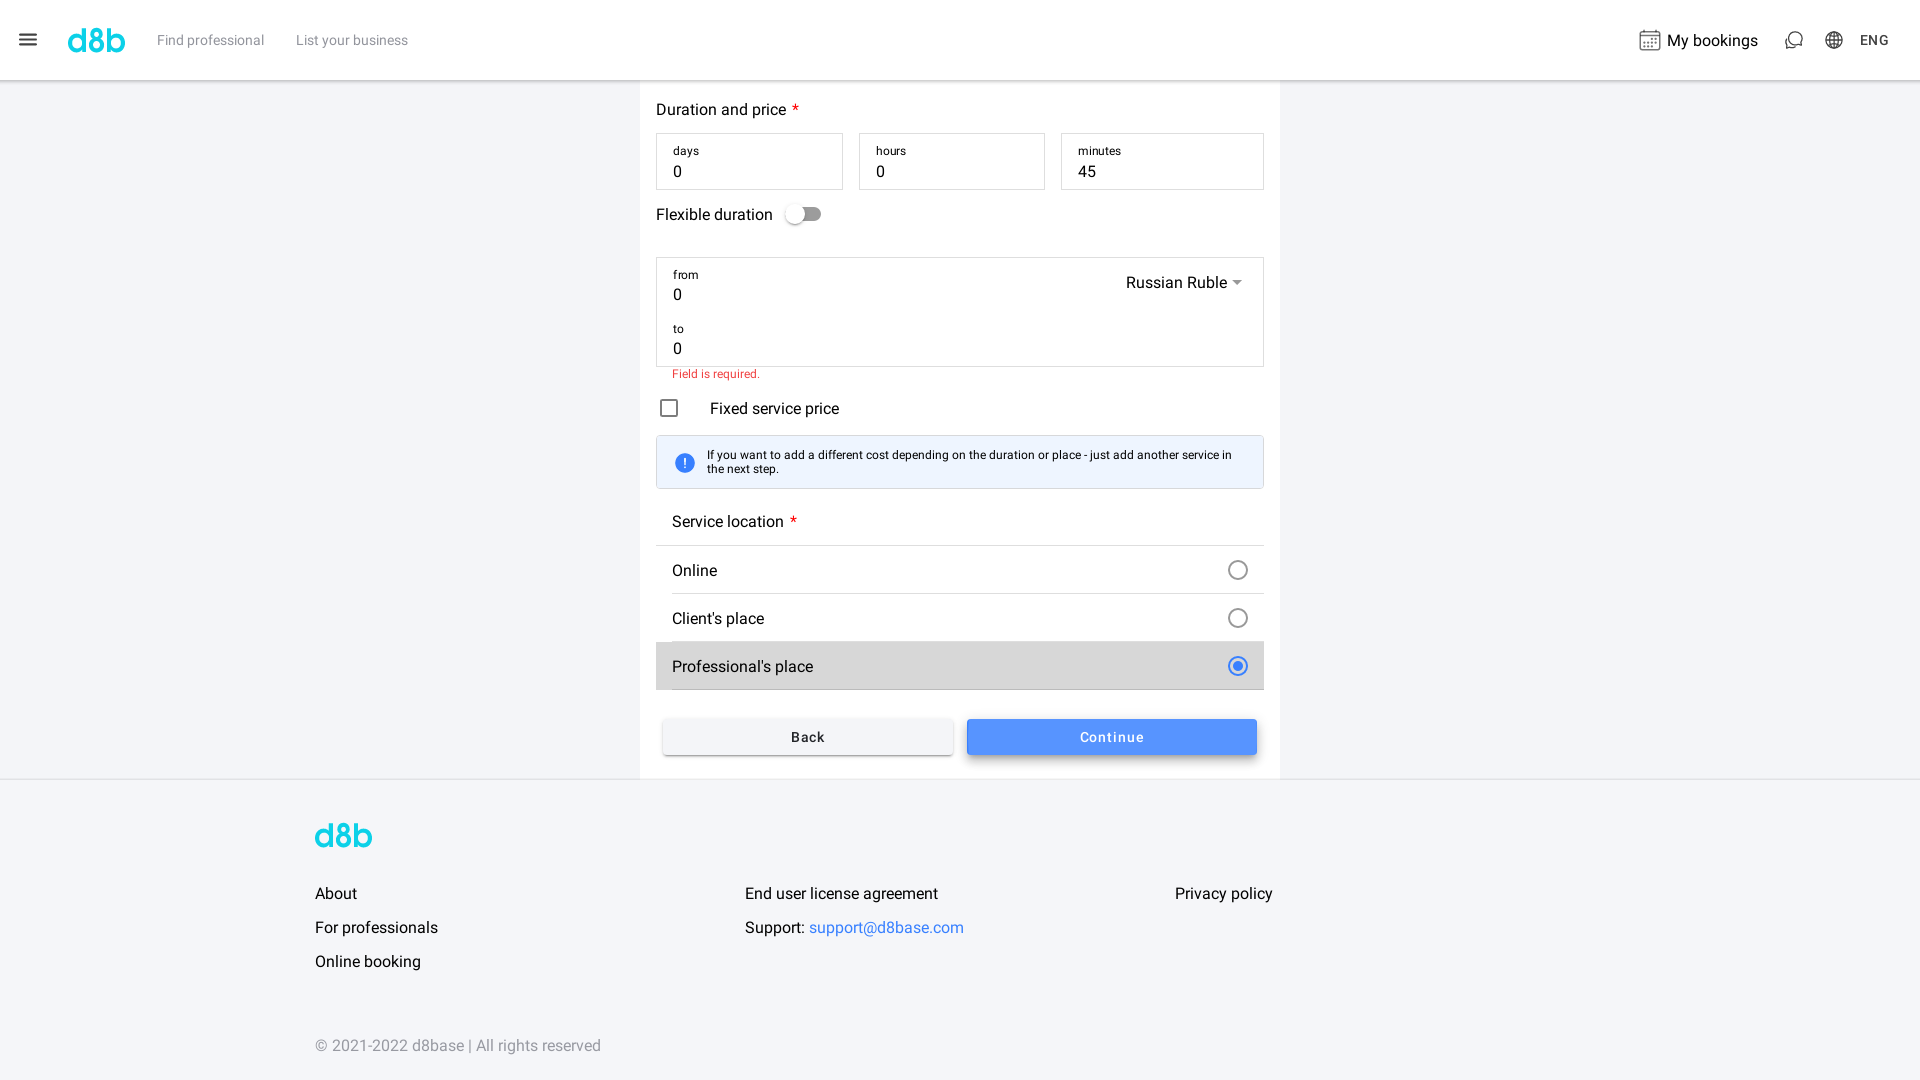 d8b
Find professional
List your business
My bookings
ENG
Duration and price *
days
0
hours
0
minutes
45
Flexible duration
from
0
Russian Ruble
to
0
Field is required.
Fixed service price
If you want to add a different cost depending on the duration or place - just add another service in
the next step.
Service location *
Online
Client's place
Professional's place
Back
Continue
d8b
About
For professionals
Online booking
End user license agreement
Support: support@d8base.com
Privacy policy
© 2021-2022 d8base | All rights reserved